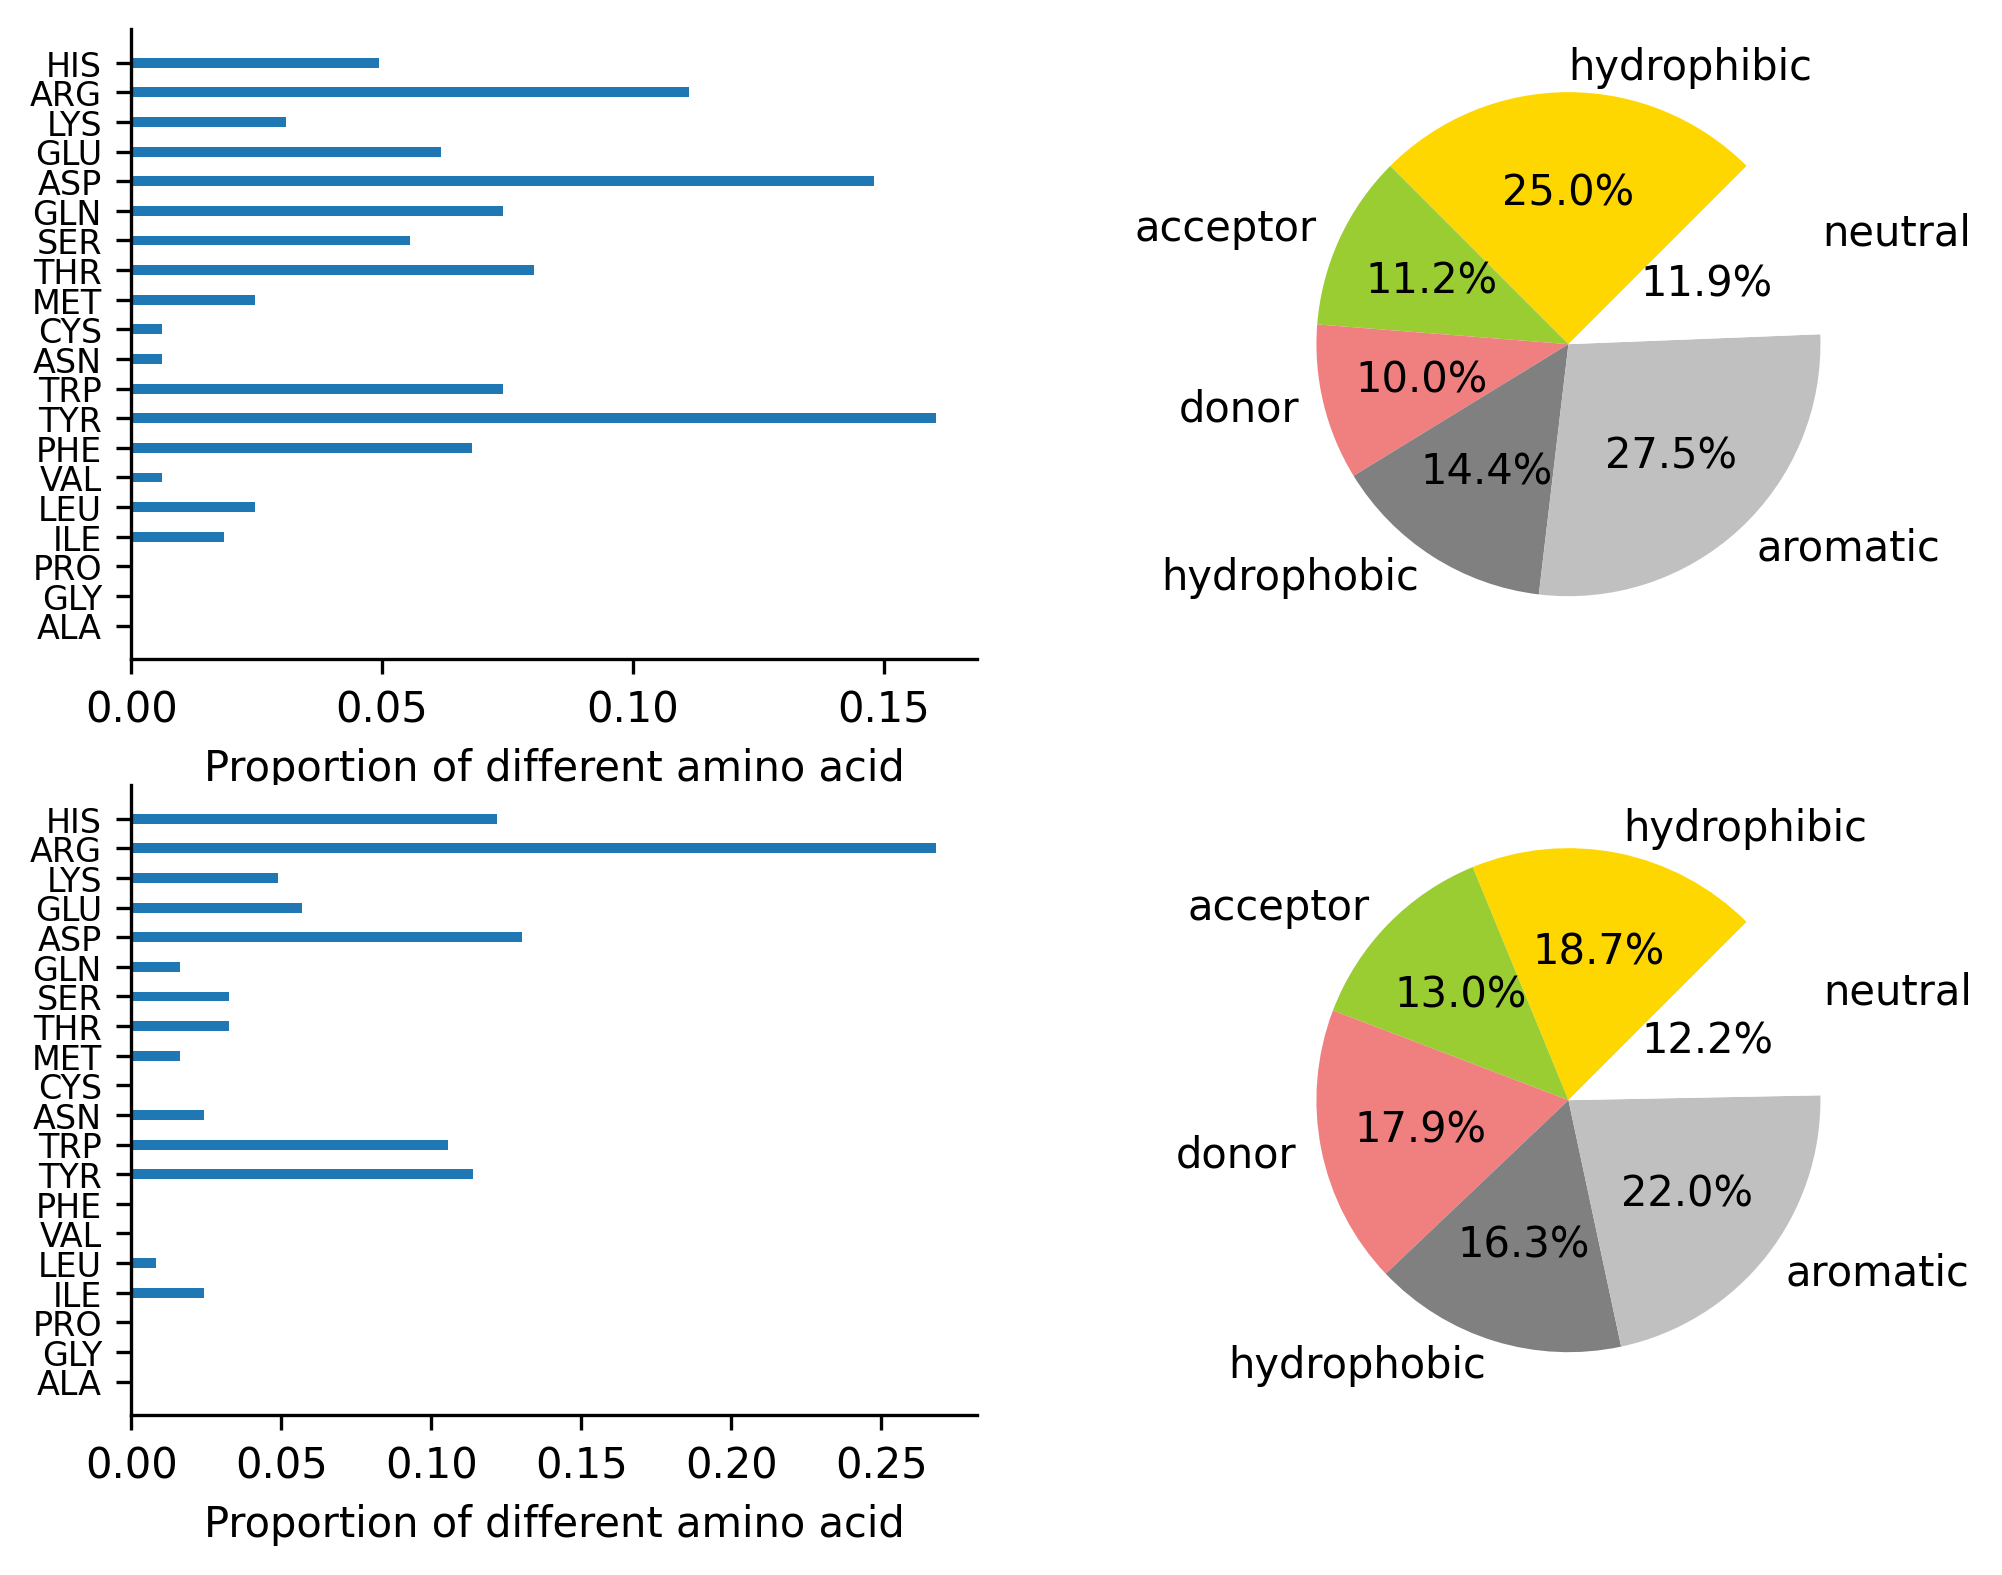 HIS
ARG
LYS
GLU
ASP
GLN
SER
THR
MET
CYS
ASN
TRP
TYR
PHE
VAL
LEU
ILE
PRO
GLY
ALA
0.00 0.05 0.10 0.15
Proportion of different amino acid
hydrophibic
25.0%
neutral
11.9%
acceptor
11.2%
donor
10.0%
hydrophobic
14.4%
aromatic
27.5%
HIS
ARG
LYS
GLU
ASP
GLN
SER
THR
MET
CYS
ASN
TRP
TYR
PHE
VAL
LEU
ILE
PRO
GLY
ALA
0.00 0.05 0.10 0.15 0.20 0.25
Proportion of different amino acid
hydrophibic
18.7%
neutral
12.2%
acceptor
13.0%
donor
17.9%
hydrophobic
16.3%
aromatic
22.0%